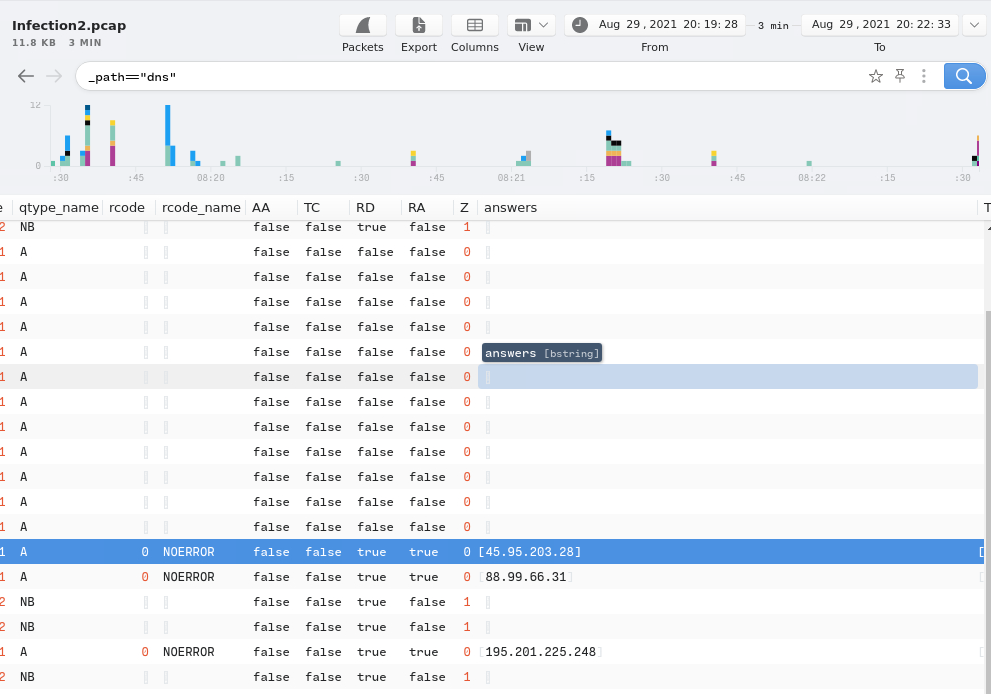 Infection2.pcap
11.8 KB 3 MIN
Packets Export Columns View
Aug 29, 2021 20: 19: 28 3 min Aug 29, 2021 20: 22: 33
From To
_path=="dns"
12
0
:30 :45 08:20 :15 :30 :45 08:21 :15 :30 :45 08:22 :15 :30
e qtype_name rcode rcode_name AA TC RD RA Z answers T
2 NB false false true false 1
1 A false false false false 0
1 A false false false false 0
1 A false false false false 0
1 A false false false false 0
1 A false false false false 0 answers [bstring]
1 A false false false false 0
1 A false false false false 0
1 A false false false false 0
1 A false false false false 0
1 A false false false false 0
1 A false false false false 0
1 A false false false false 0
1 A 0 NOERROR false false true true 0 [45.95.203.28] [
1 A 0 NOERROR false false true true 0 [88.99.66.31] [
2 NB false false true false 1
2 NB false false true false 1
1 A 0 NOERROR false false true true 0 [195.201.225.248] [
2 NB false false true false 1